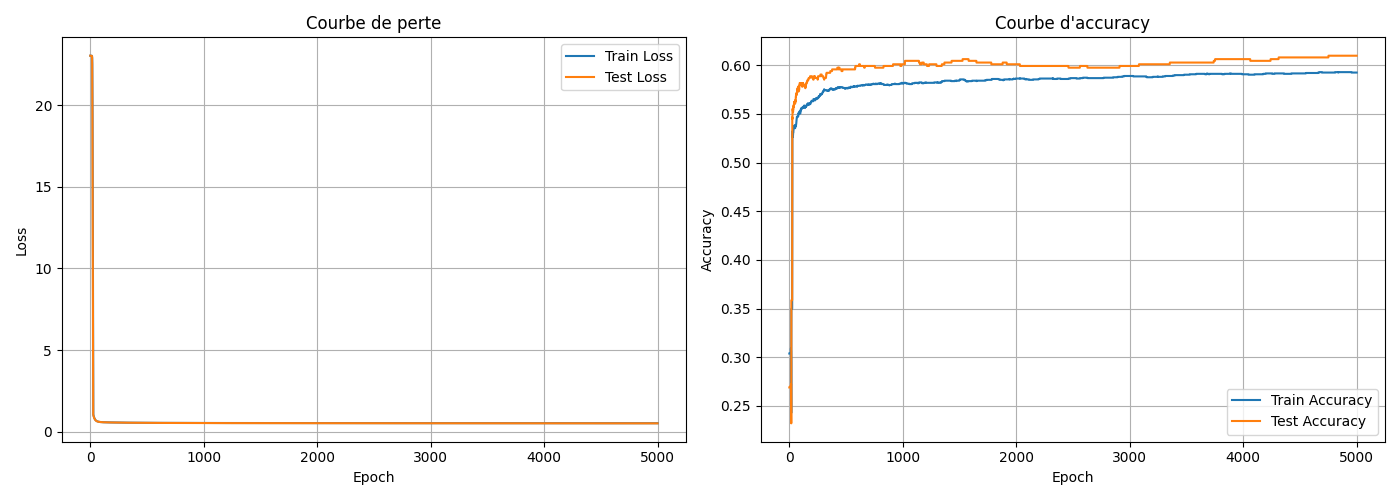 Courbe de perte
Train Loss
Test Loss
20
15
10
5
0
Loss
0
1000
2000
3000
4000
5000
Epoch
Courbe d'accuracy
0.60
0.55
0.50
0.45
0.40
0.35
0.30
0.25
Accuracy
Train Accuracy
Test Accuracy
0
1000
2000
3000
4000
5000
Epoch